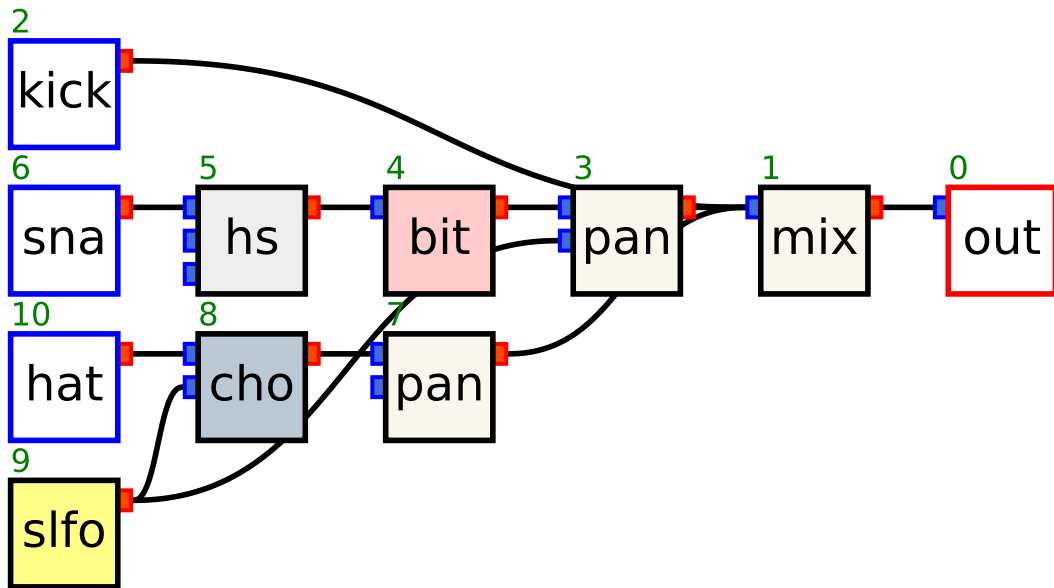 2
kick
6 5 4 3 1 0
sna hs bit pan mix out
10 8 7
hat cho pan
9
slfo